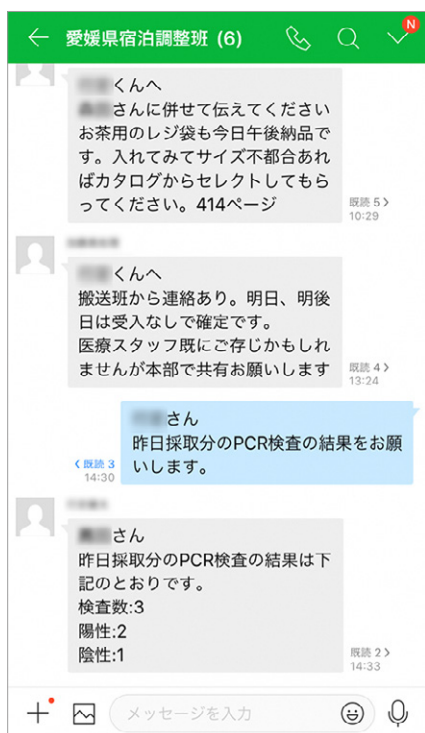 愛媛県宿泊調整班 (6)
N
くんへ
さんに併せて伝えてください
お茶用のレジ袋も今日午後納品で
す。入れてみてサイズ不都合あれ
ばカタログからセレクトしてもら
ってください。414ページ
既読 5
10:29
くんへ
搬送班から連絡あり。明日、明後
日は受入なしで確定です。
医療スタッフ既にご存じかもしれ
ませんが本部で共有お願いします
既読 4
13:24
さん
昨日採取分のPCR検査の結果をお願
いします。
既読 3
14:30
さん
昨日採取分のPCR検査の結果は下
記のとおりです。
検査数:3
陽性:2
陰性:1
既読 2
14:33
メッセージを入力